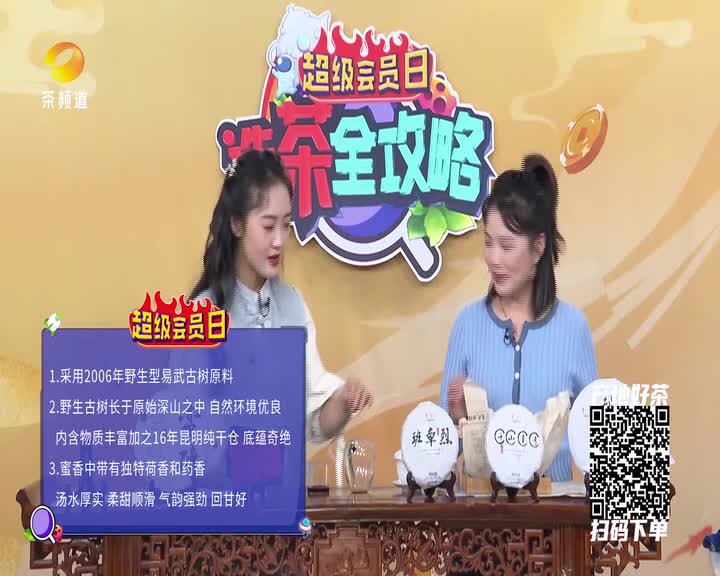 茶频道
超级会员日
选茶全攻略
超级会员日
1.采用2006年野生型易武古树原料
2.野生古树长于原始深山之中 自然环境优良
内含物质丰富加之16年昆明纯干仓 底蕴奇绝
3.蜜香中带有独特荷香和药香
汤水厚实 柔甜顺滑 气韵强劲 回甘好
班章烈
扫码下单